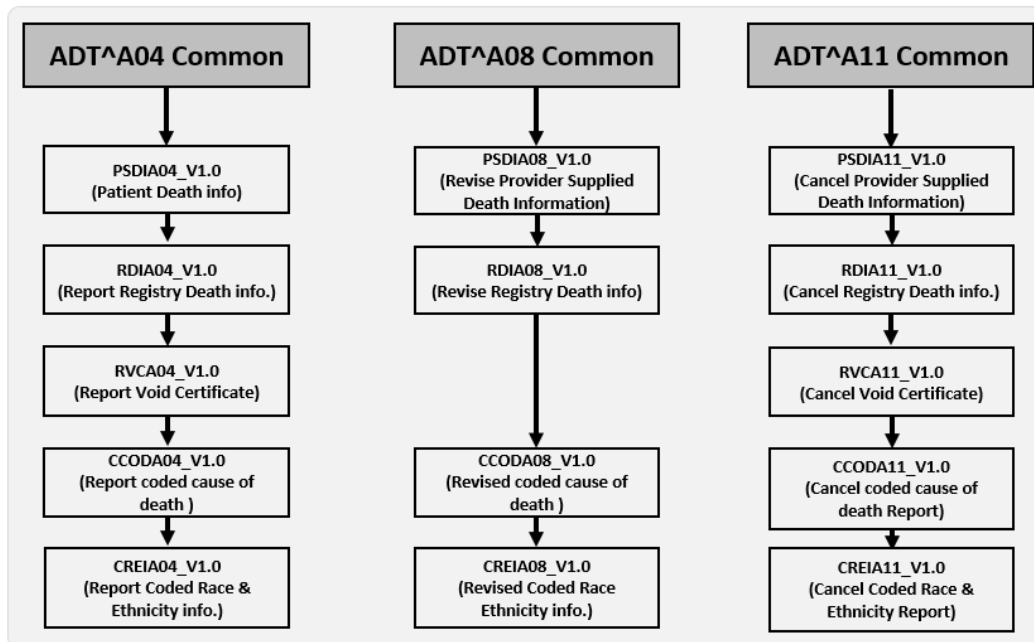 ADT^A04 Common
PSDIA04_V1.0
(Patient Death info)
RDIA04_V1.0
(Report Registry Death info.)
RVCA04_V1.0
(Report Void Certificate)
CCODA04_V1.0
(Report coded cause of
death )
CREIA04_V1.0
(Report Coded Race &
Ethnicity info.)
ADT^A08 Common
PSDIA08_V1.0
(Revise Provider Supplied
Death Information)
RDIA08_V1.0
(Revise Registry Death info)
CCODA08_V1.0
(Revised coded cause of
death )
CREIA08_V1.0
(Revised Coded Race
Ethnicity info.)
ADT^A11 Common
PSDIA11_V1.0
(Cancel Provider Supplied
Death Information)
RDIA11_V1.0
(Cancel Registry Death info.)
RVCA11_V1.0
(Cancel Void Certificate)
CCODA11_V1.0
(Cancel coded cause of
death Report)
CREIA11_V1.0
(Cancel Coded Race &
Ethnicity Report)